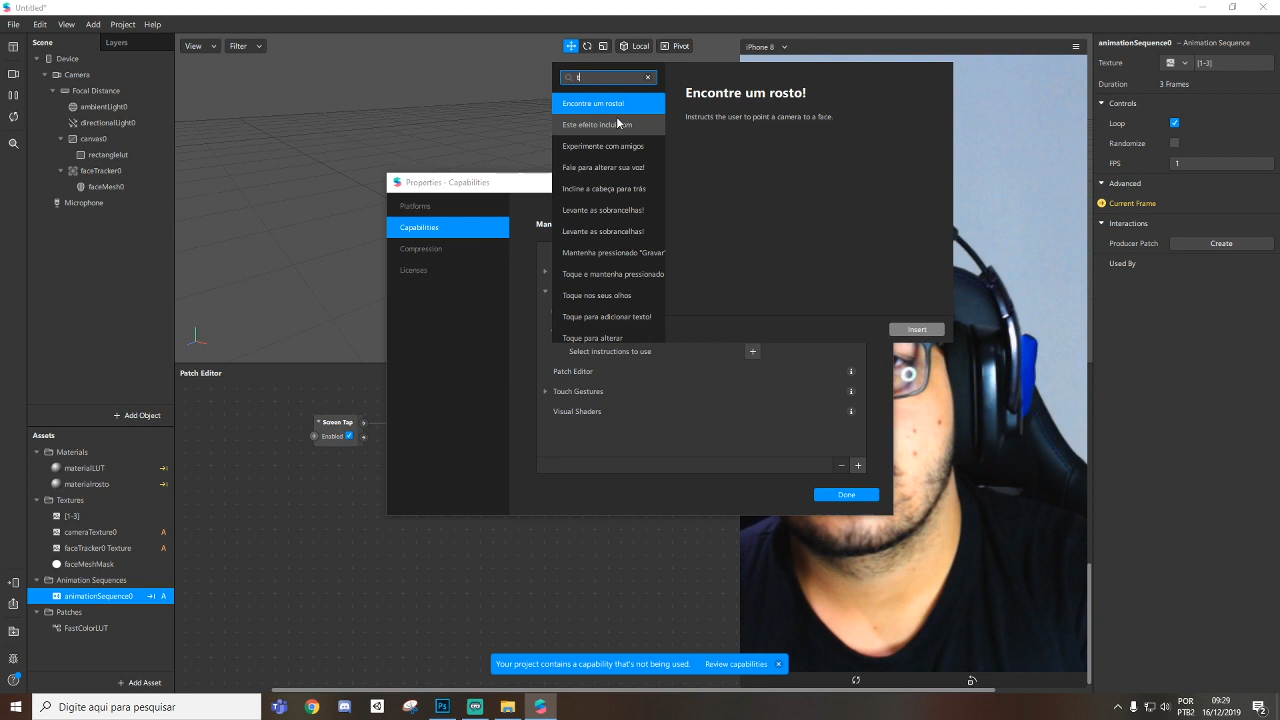 Untitled*
File Edit View Add Project Help
Scene Layers
Device
Camera
Focal Distance
ambientLight0
directionalLight0
canvas0
rectanglelut
faceTracker0
faceMesh0
Microphone
Add Object
Assets
Materials
materialLUT
materialrosto
Textures
[1-3]
cameraTexture0 A
faceTracker0 Texture A
faceMeshMask
Animation Sequences
animationSequence0 A
Patches
FastColorLUT
Add Asset
View Filter
Local Pivot
iPhone 8
Patch Editor
Screen Tap
Enabled
Properties - Capabilities
Platforms
Capabilities
Compression
Licenses
Man
t
Encontre um rosto!
Experimente com amigos
Fale para alterar sua voz!
Incline a cabeça para trás
Levante as sobrancelhas!
Levante as sobrancelhas!
Mantenha pressionado "Gravar"
Toque e mantenha pressionado
Toque nos seus olhos
Toque para adicionar texto!
Toque para alterar
Encontre um rosto!
Instructs the user to point a camera to a face.
Insert
Select instructions to use
Patch Editor
Touch Gestures
Visual Shaders
Done
Your project contains a capability that's not being used. Review capabilities
animationSequence0 – Animation Sequence
Texture [1-3]
Duration 3 Frames
Controls
Loop
Randomize
FPS 1
Advanced
Current Frame
Interactions
Producer Patch Create
Used By
Digite aqui para pesquisar
POR
PTB2
09:29
16/12/2019